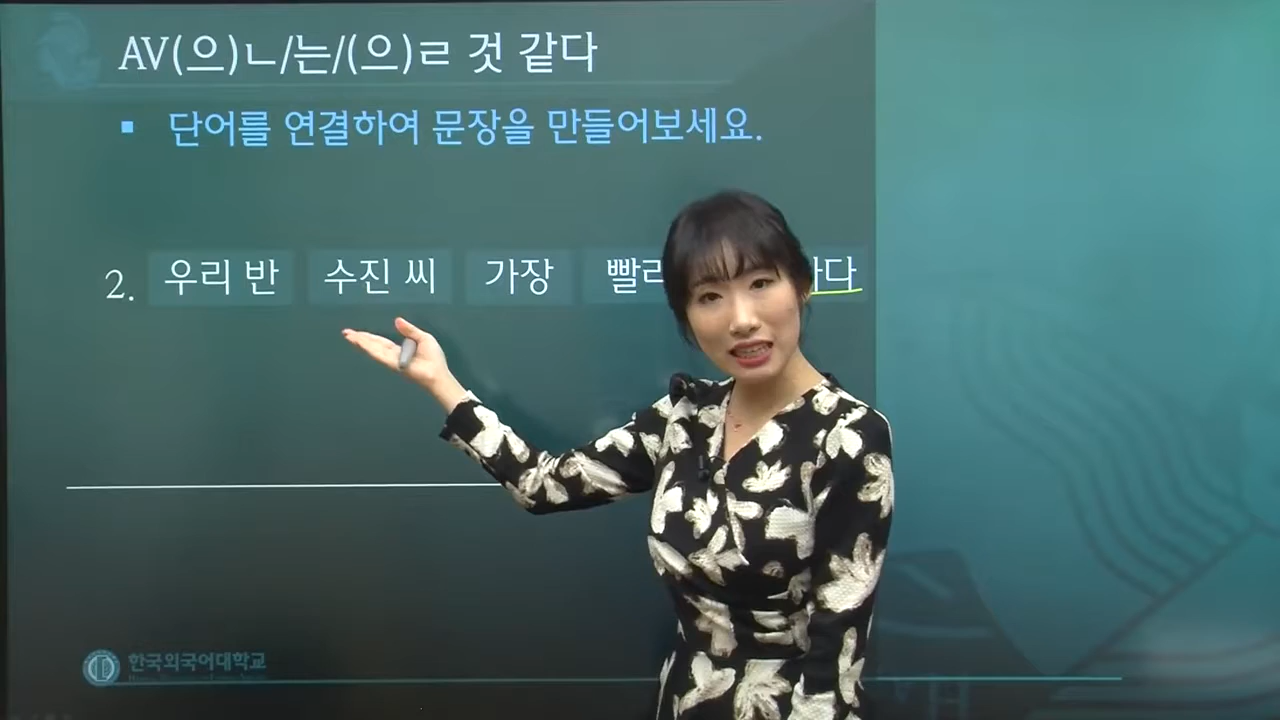 AV(으)ㄴ/는/(으)ㄹ 것 같다
▪ 단어를 연결하여 문장을 만들어보세요.
2. 우리 반 수진 씨 가장
한국외국어대학교